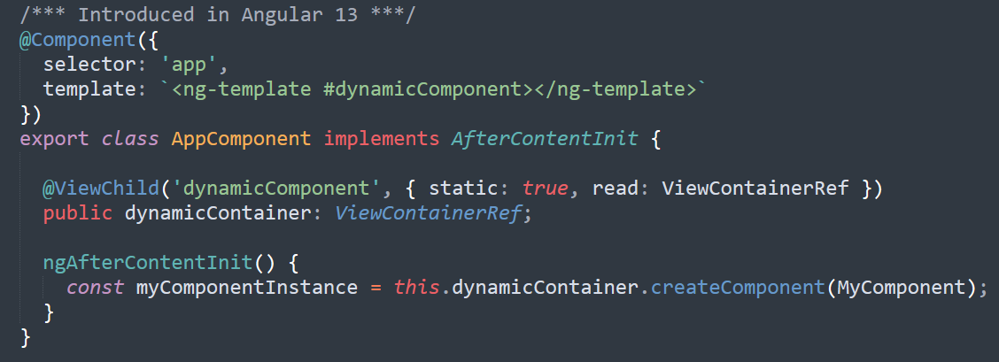 /*** Introduced in Angular 13 ***/
@Component({
  selector: 'app',
  template: `<ng-template #dynamicComponent></ng-template>`
})
export class AppComponent implements AfterContentInit {

  @ViewChild('dynamicComponent', { static: true, read: ViewContainerRef })
  public dynamicContainer: ViewContainerRef;

  ngAfterContentInit() {
    const myComponentInstance = this.dynamicContainer.createComponent(MyComponent);
  }
}